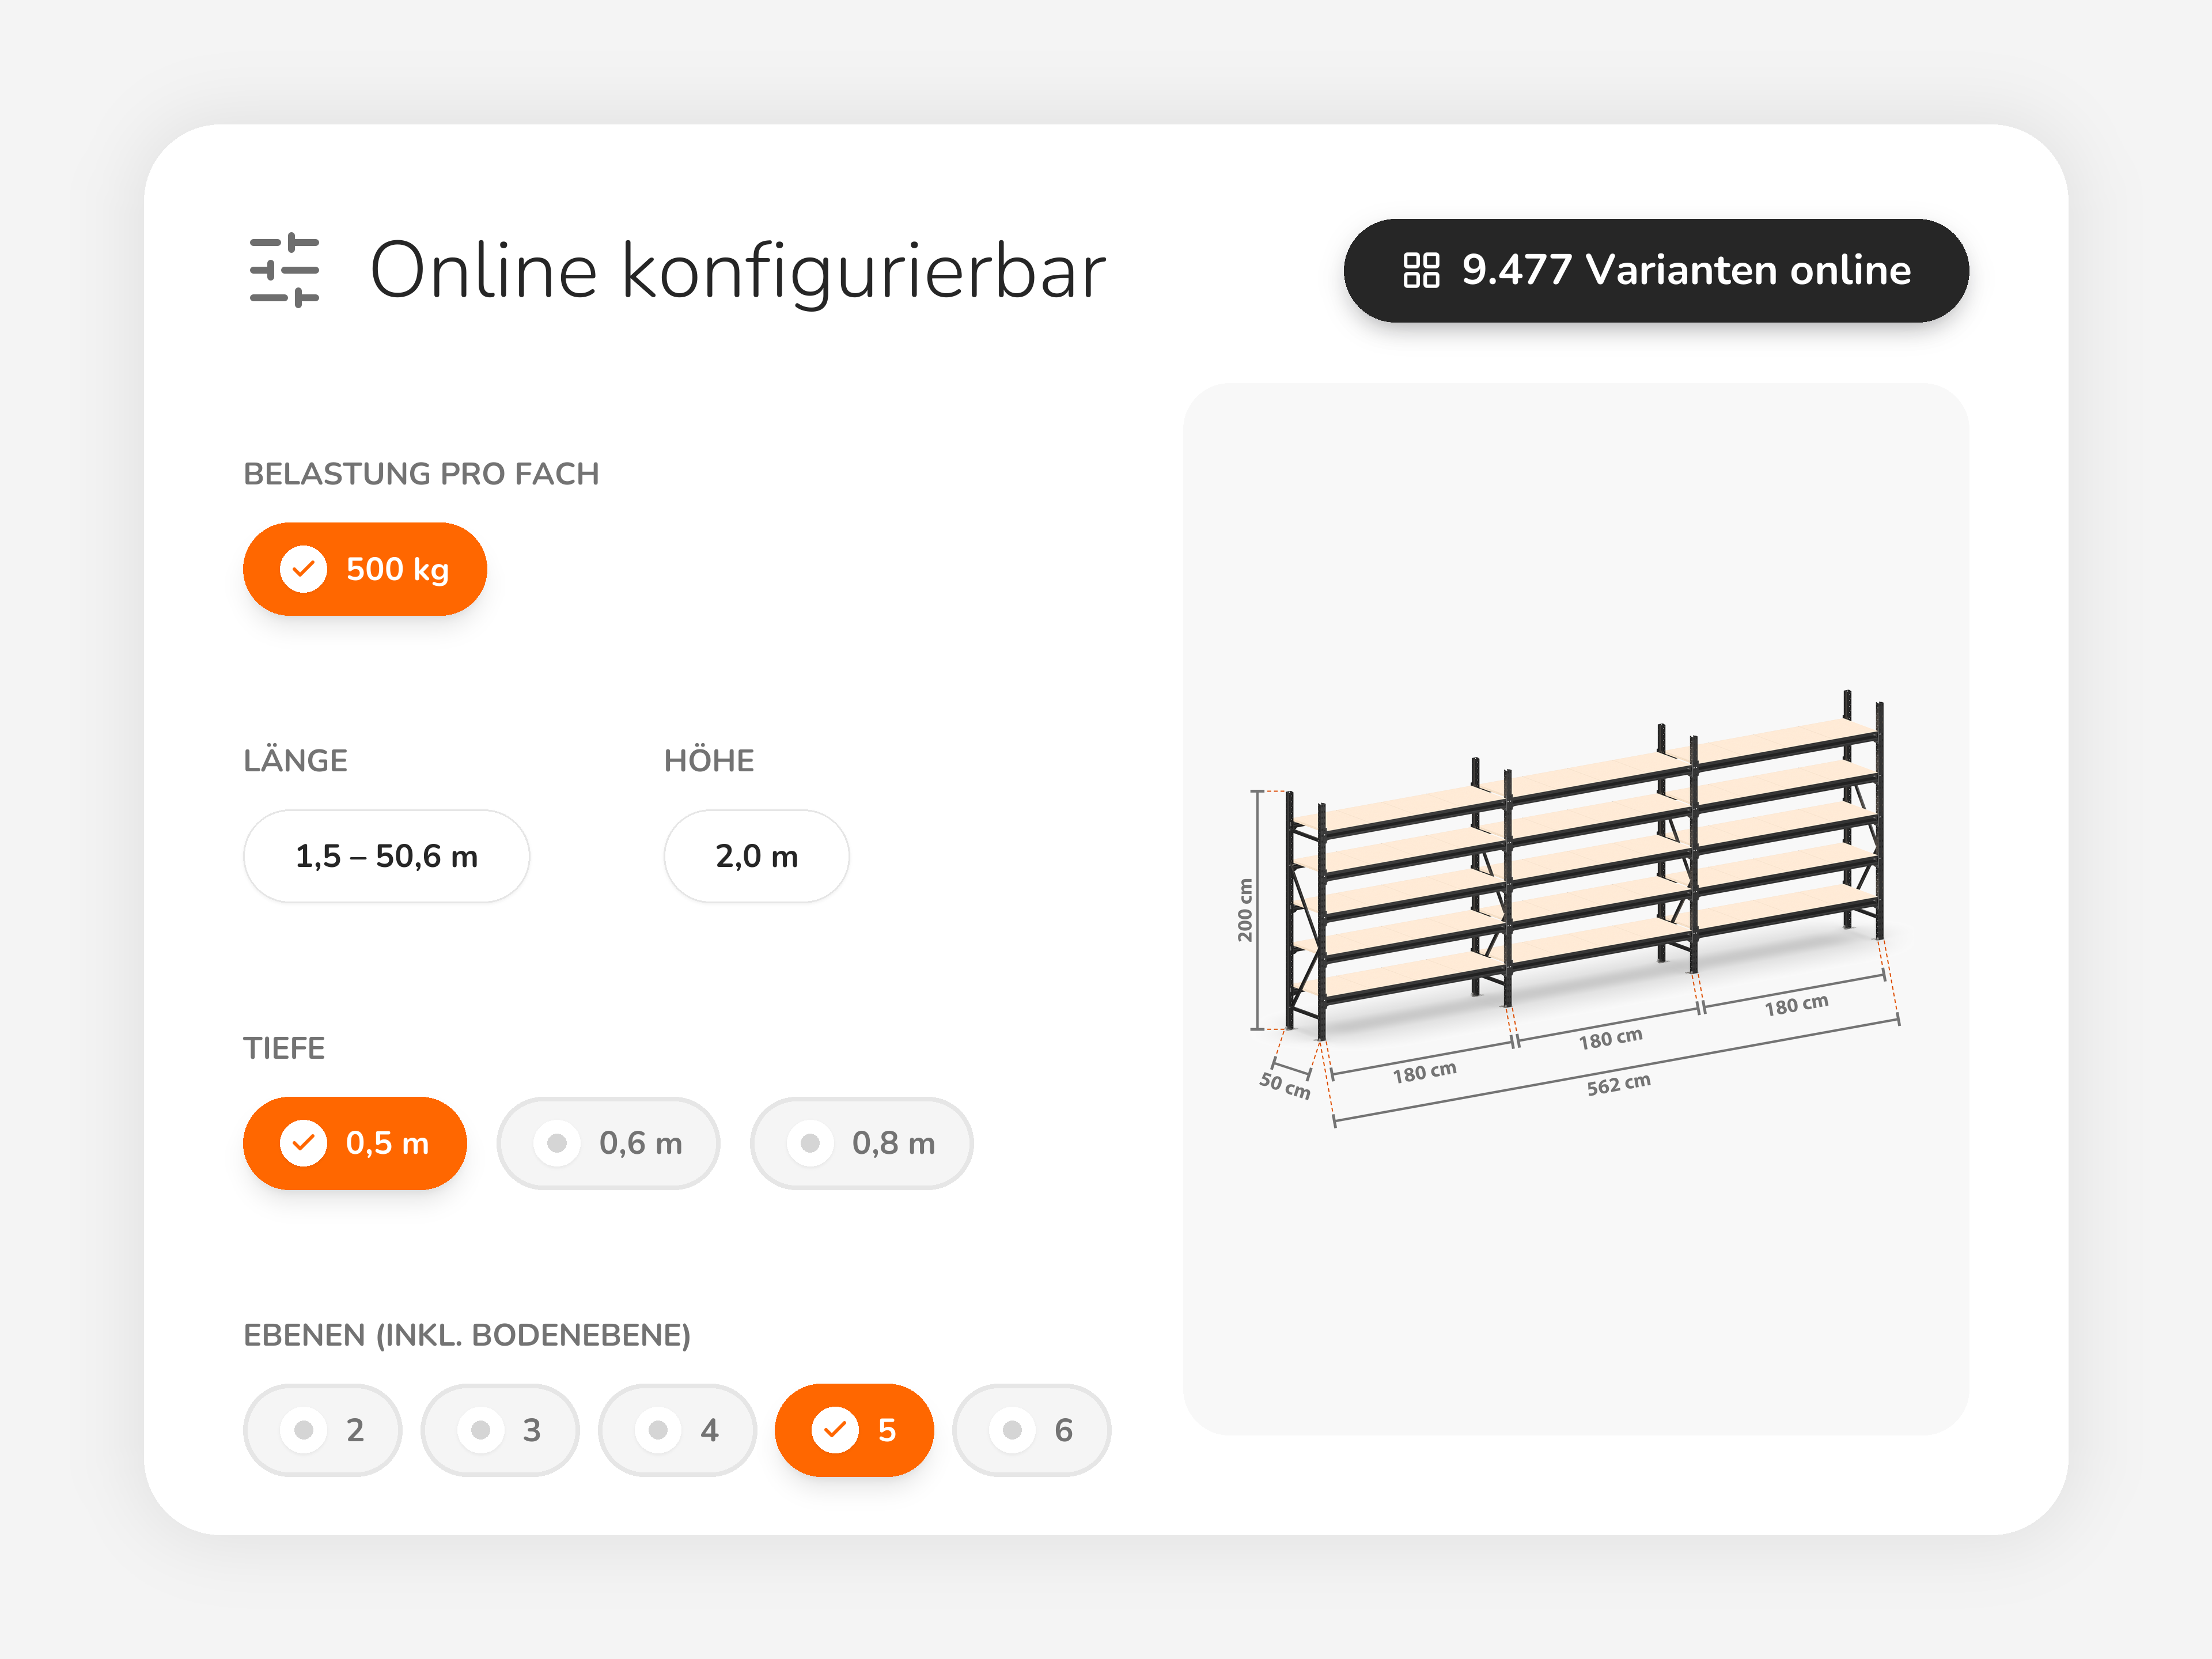 Online konfigurierbar
9.477 Varianten online
BELASTUNG PRO FACH
500 kg
LÄNGE
HÖHE
1,5 – 50,6 m
2,0 m
TIEFE
0,5 m
0,6 m
0,8 m
EBENEN (INKL. BODENEBENE)
2
3
4
5
6
200 cm
50 cm
180 cm
180 cm
180 cm
562 cm